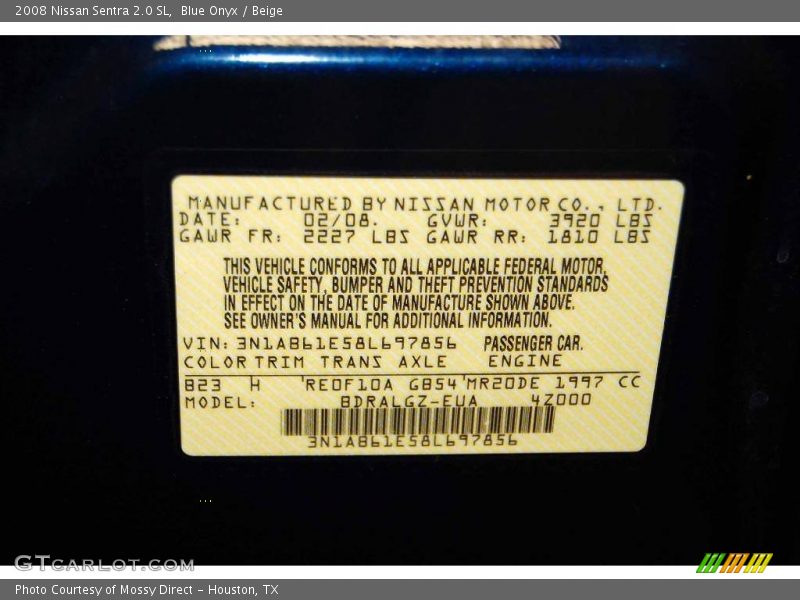 2008 Nissan Sentra 2.0 SL,  Blue Onyx / Beige
MANUFACTURED BY NISSAN MOTOR CO., LTD.
DATE: 02/08. GVWR: 3920 LBS
GAWR FR: 2227 LBS GAWR RR: 1810 LBS
THIS VEHICLE CONFORMS TO ALL APPLICABLE FEDERAL MOTOR,
VEHICLE SAFETY, BUMPER AND THEFT PREVENTION STANDARDS
IN EFFECT ON THE DATE OF MANUFACTURE SHOWN ABOVE.
SEE OWNER'S MANUAL FOR ADDITIONAL INFORMATION.
VIN: 3N1AB61E58L697856 PASSENGER CAR.
COLOR TRIM TRANS AXLE ENGINE
B23 H 'RE0F10A GB54'MR20DE 1997 CC
MODEL: BDRALGZ-EUA 4Z000
3N1AB61E58L697856
GTCARLOT.COM
Photo Courtesy of Mossy Direct - Houston, TX